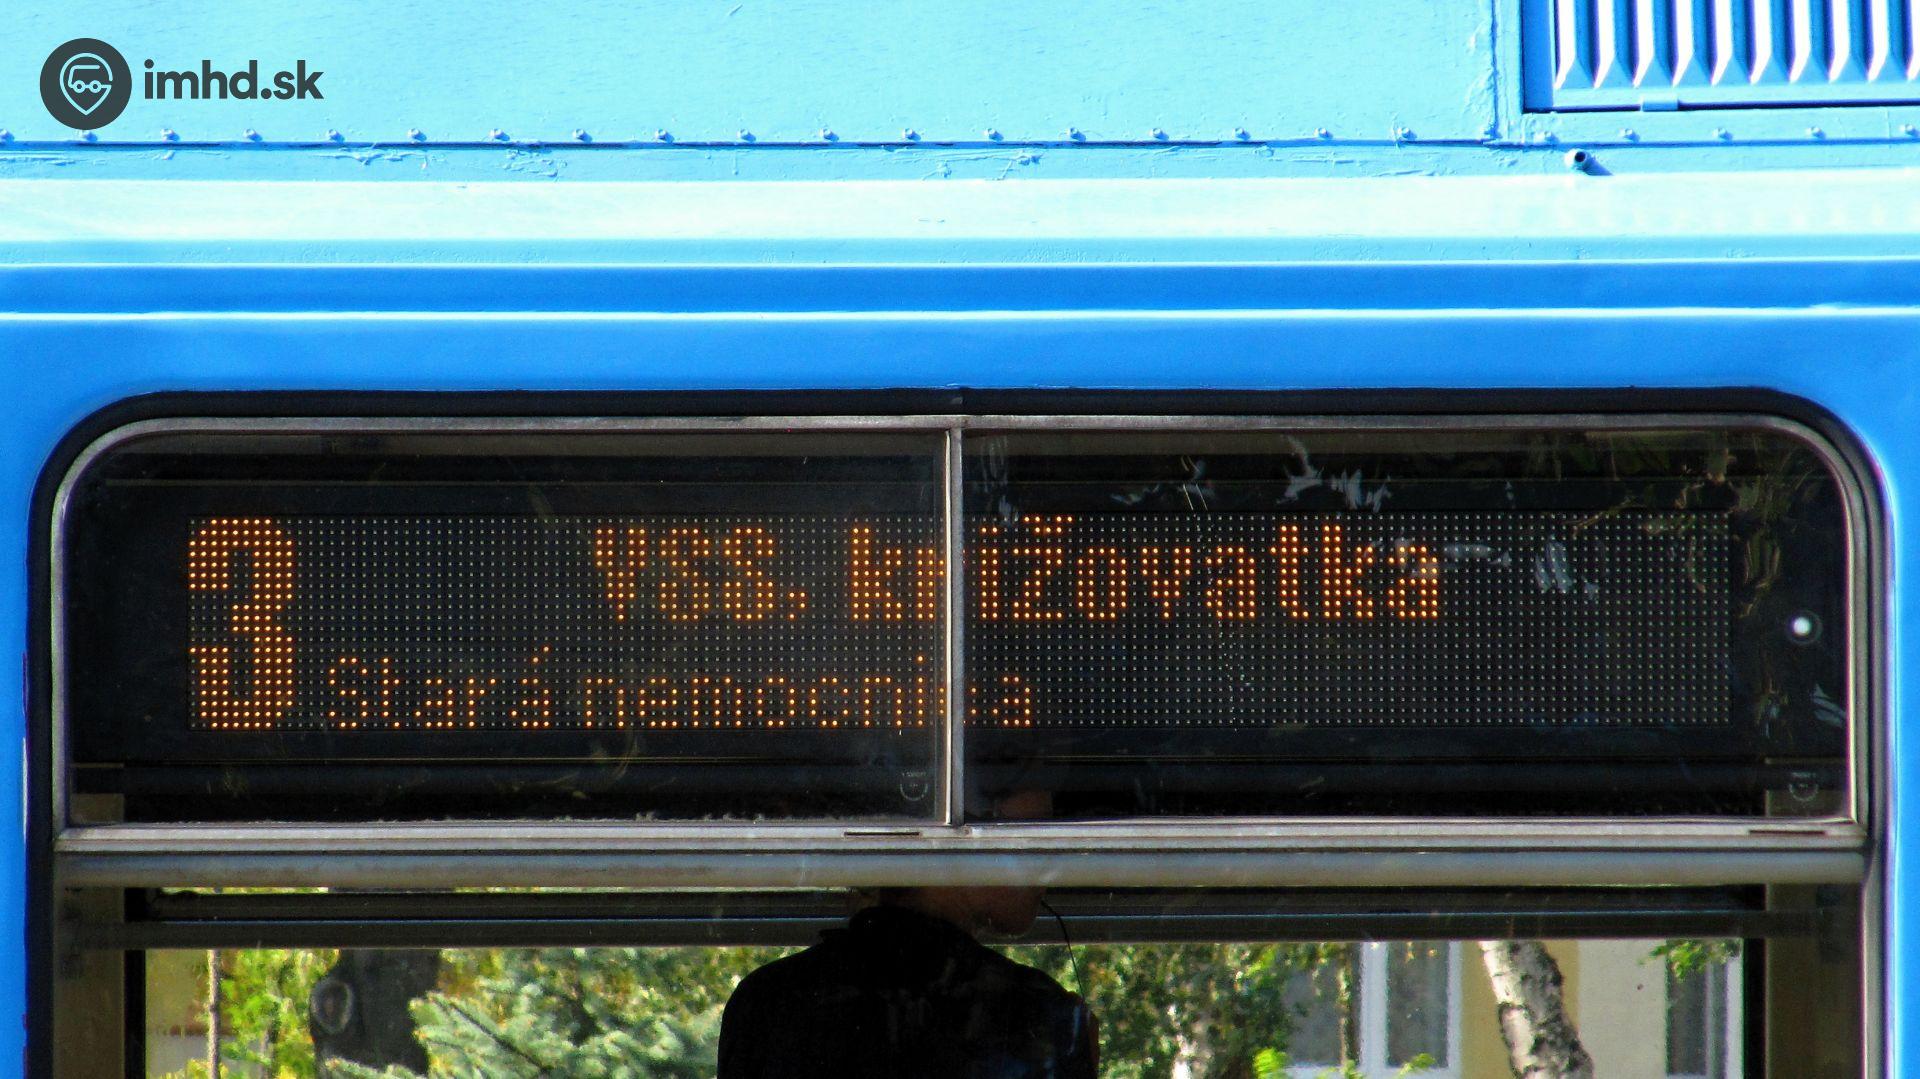 imhd.sk
3 VSS, križovatka
Stará nemocnica